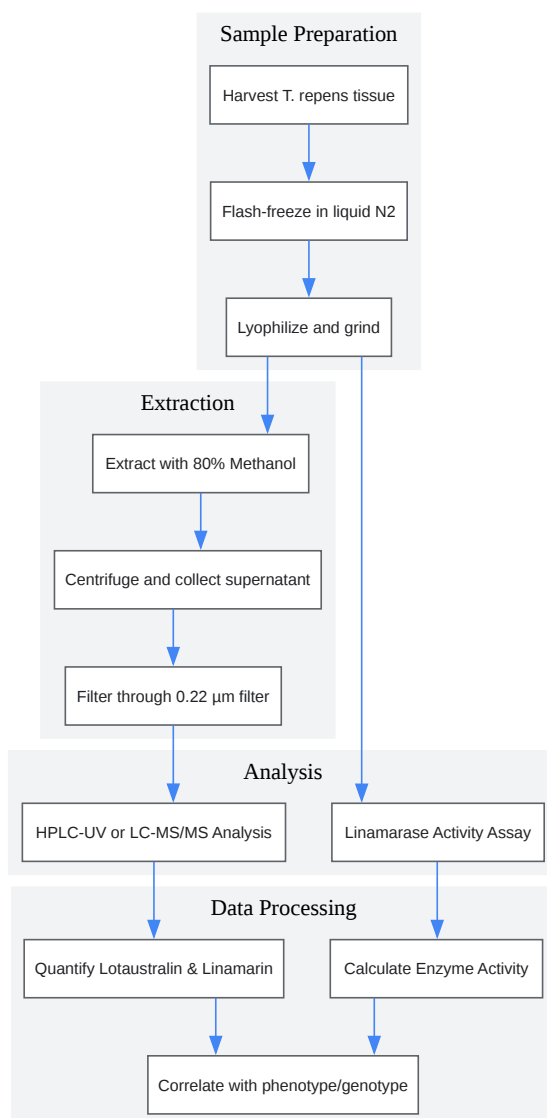 Sample Preparation
Harvest T. repens tissue
Flash-freeze in liquid N2
Lyophilize and grind
Extraction
Extract with 80% Methanol
Centrifuge and collect supernatant
Filter through 0.22 µm filter
Analysis
HPLC-UV or LC-MS/MS Analysis
Linamarase Activity Assay
Data Processing
Quantify Lotaustralin & Linamarin
Calculate Enzyme Activity
Correlate with phenotype/genotype